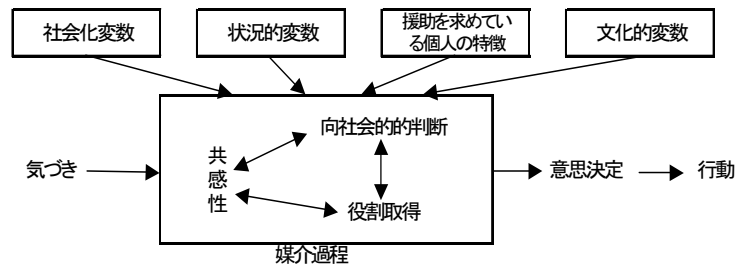 社会化変数
状況的変数
援助を求めてい
る個人の特徴
文化的変数
向社会的的判断
気づき
共
感
性
意思決定
行動
役割取得
媒介過程